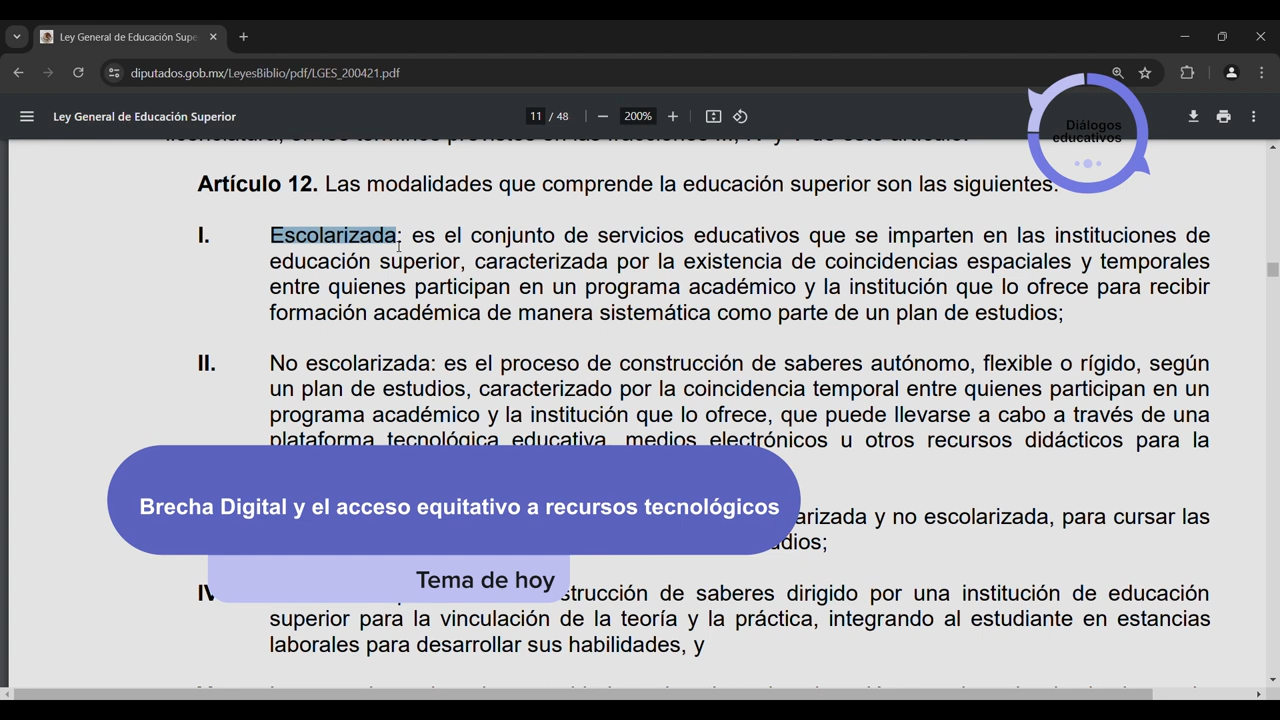 Ley General de Educación Supe
diputados.gob.mx/LeyesBiblio/pdf/LGES_200421.pdf
Ley General de Educación Superior
11 / 48
200%
Diálogos
educativos
Artículo 12. Las modalidades que comprende la educación superior son las siguientes:
I. Escolarizada: es el conjunto de servicios educativos que se imparten en las instituciones de
educación superior, caracterizada por la existencia de coincidencias espaciales y temporales
entre quienes participan en un programa académico y la institución que lo ofrece para recibir
formación académica de manera sistemática como parte de un plan de estudios;
II. No escolarizada: es el proceso de construcción de saberes autónomo, flexible o rígido, según
un plan de estudios, caracterizado por la coincidencia temporal entre quienes participan en un
programa académico y la institución que lo ofrece, que puede llevarse a cabo a través de una
plataforma tecnológica educativa, medios electrónicos u otros recursos didácticos para la
Brecha Digital y el acceso equitativo a recursos tecnológicos
arizada y no escolarizada, para cursar las
dios;
Tema de hoy
IV strucción de saberes dirigido por una institución de educación
superior para la vinculación de la teoría y la práctica, integrando al estudiante en estancias
laborales para desarrollar sus habilidades, y